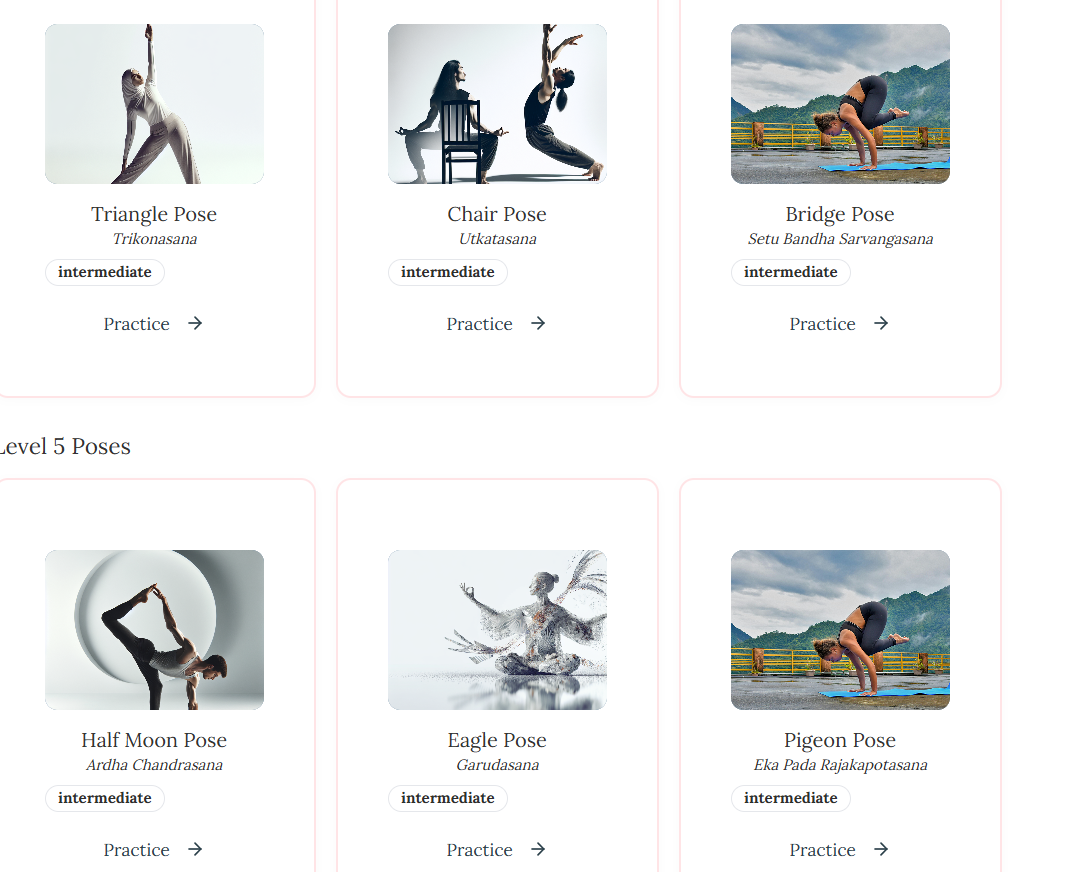 Triangle Pose
Trikonasana
intermediate
Practice
Chair Pose
Utkatasana
intermediate
Practice
Bridge Pose
Setu Bandha Sarvangasana
intermediate
Practice
Level 5 Poses
Half Moon Pose
Ardha Chandrasana
intermediate
Practice
Eagle Pose
Garudasana
intermediate
Practice
Pigeon Pose
Eka Pada Rajakapotasana
intermediate
Practice